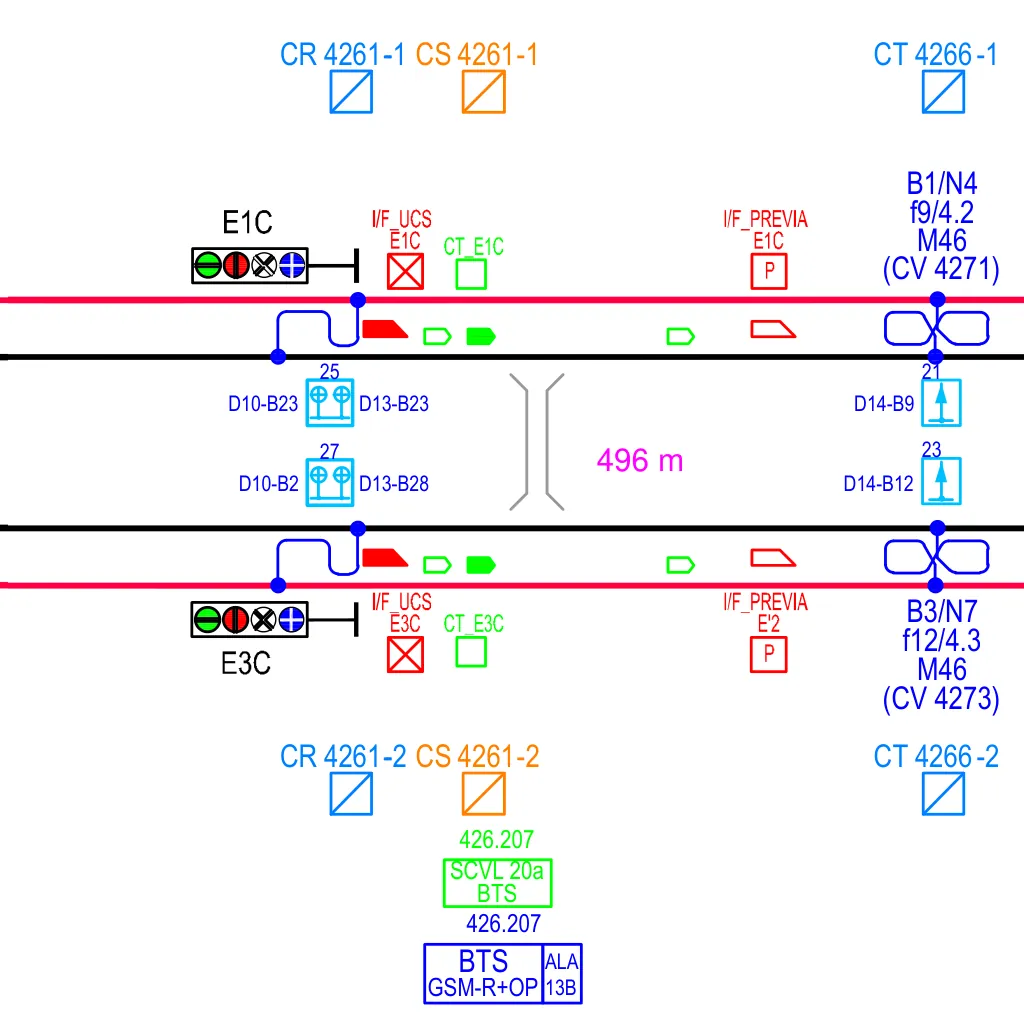 CR 4261-1 CS 4261-1 CT 4266-1
B1/N4
f9/4.2
M46
(CV 4271)
E1C
I/F_UCS
E1C
CT_E1C
I/F_PREVIA
E1C
P
25
D10-B23 D13-B23
21
D14-B9
27
D10-B2 D13-B28
496 m
23
D14-B12
I/F_UCS
E3C
CT_E3C
I/F_PREVIA
E'2
P
E3C
B3/N7
f12/4.3
M46
(CV 4273)
CR 4261-2 CS 4261-2 CT 4266-2
426.207
SCVL 20a
BTS
426.207
BTS
GSM-R+OP
ALA
13B